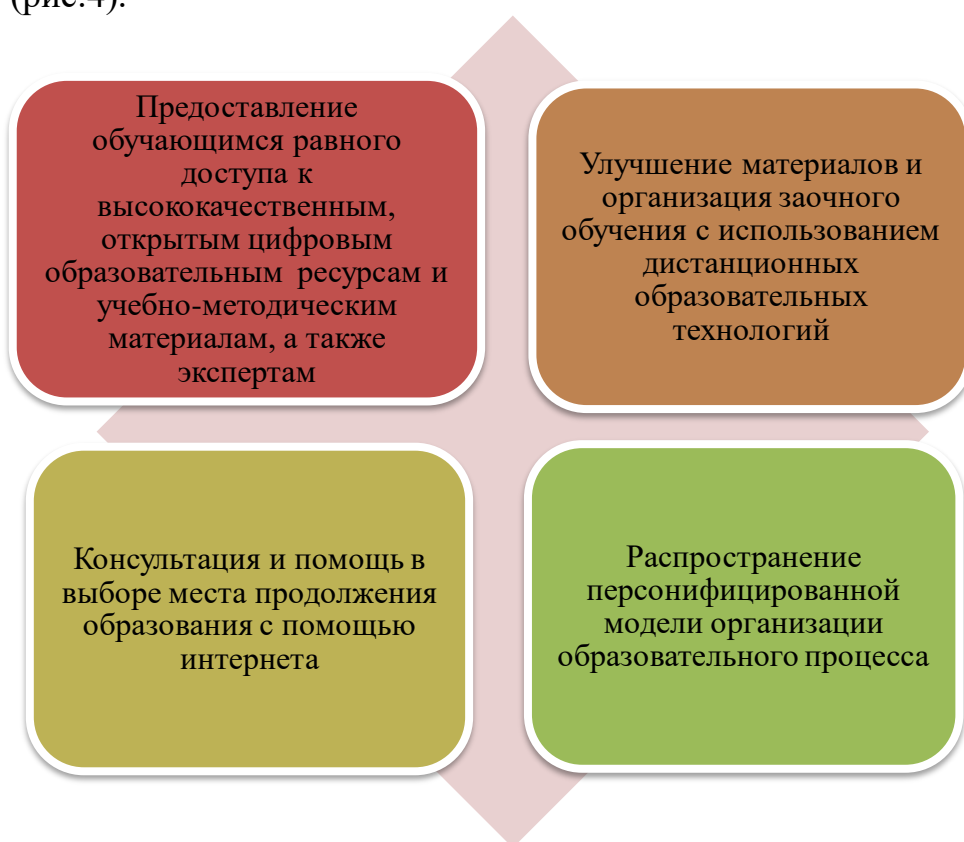 (рис.4).
Предоставление
обучающимся равного
доступа к
высококачественным,
открытым цифровым
образовательным ресурсам и
учебно-методическим
материалам, а также
экспертам
Улучшение материалов и
организация заочного
обучения с использованием
дистанционных
образовательных
технологий
Консультация и помощь в
выборе места продолжения
образования с помощью
интернета
Распространение
персонифицированной
модели организации
образовательного процесса